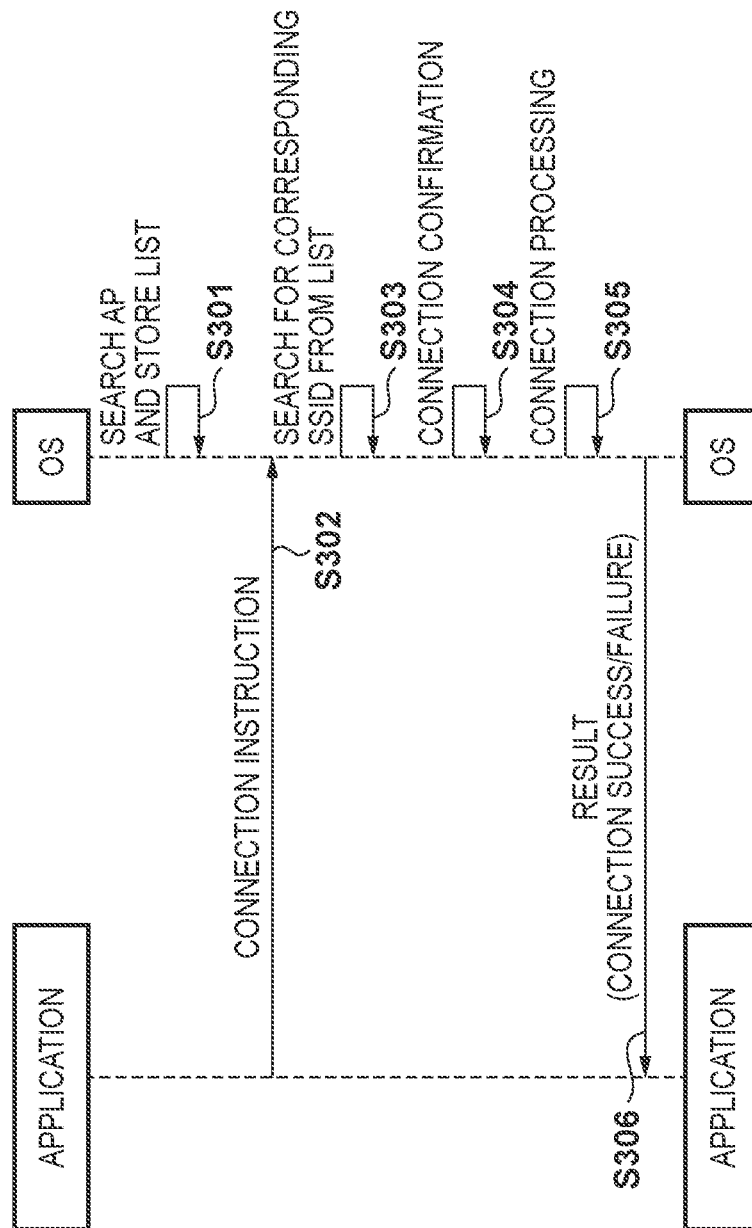 APPLICATION
OS
SEARCH AP
AND STORE LIST
S301
CONNECTION INSTRUCTION
S302
SEARCH FOR CORRESPONDING
SSID FROM LIST
S303
CONNECTION CONFIRMATION
S304
CONNECTION PROCESSING
S305
RESULT
(CONNECTION SUCCESS/FAILURE)
S306
APPLICATION
OS